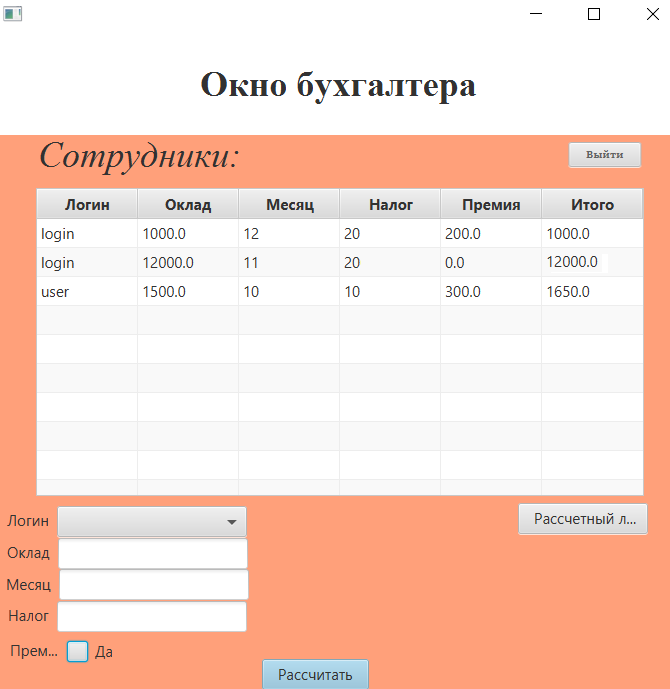 Окно бухгалтера
Сотрудники:
Выйти
Логин Оклад Месяц Налог Премия Итого
login 1000.0 12 20 200.0 1000.0
login 12000.0 11 20 0.0 12000.0
user 1500.0 10 10 300.0 1650.0
Логин
Рассчетный л...
Оклад
Месяц
Налог
Прем... Да
Рассчитать